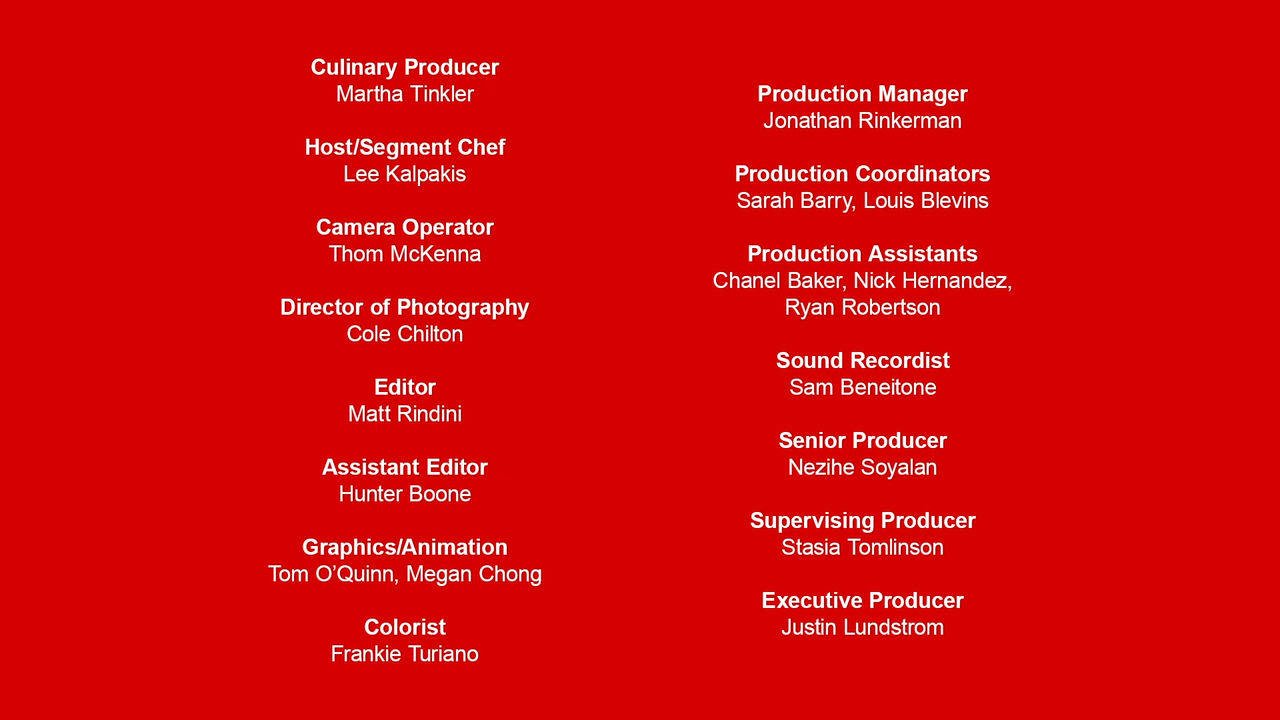 Culinary Producer
Martha Tinkler
Host/Segment Chef
Lee Kalpakis
Camera Operator
Thom McKenna
Director of Photography
Cole Chilton
Editor
Matt Rindini
Assistant Editor
Hunter Boone
Graphics/Animation
Tom O’Quinn, Megan Chong
Colorist
Frankie Turiano
Production Manager
Jonathan Rinkerman
Production Coordinators
Sarah Barry, Louis Blevins
Production Assistants
Chanel Baker, Nick Hernandez,
Ryan Robertson
Sound Recordist
Sam Beneitone
Senior Producer
Nezihe Soyalan
Supervising Producer
Stasia Tomlinson
Executive Producer
Justin Lundstrom